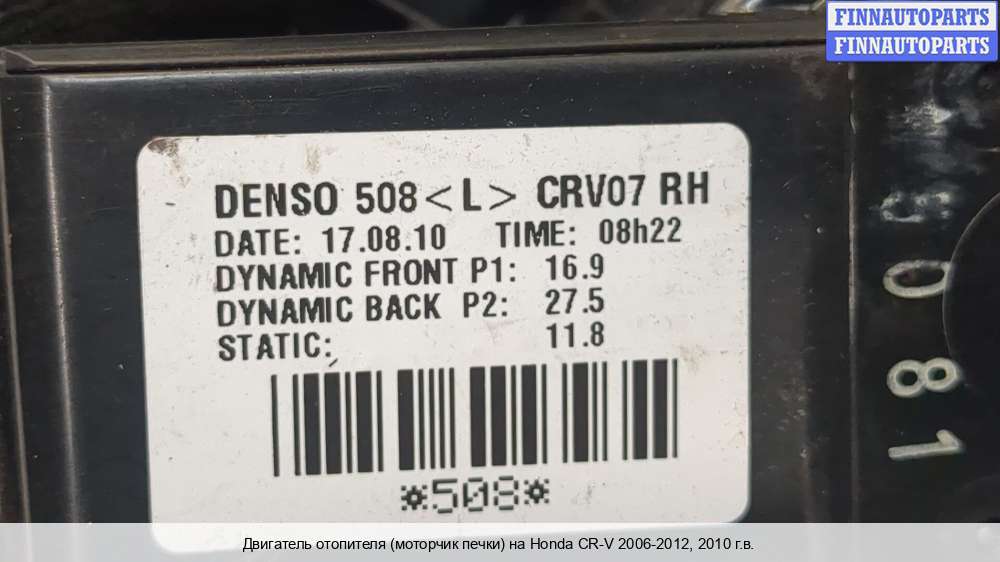 FINNAUTOPARTS
FINNAUTOPARTS
DENSO 508<L> CRV07 RH
DATE: 17.08.10 TIME: 08h22
DYNAMIC FRONT P1: 16.9
DYNAMIC BACK P2: 27.5
STATIC: 11.8
*508*
081
Двигатель отопителя (моторчик печки) на Honda CR-V 2006-2012, 2010 г.в.